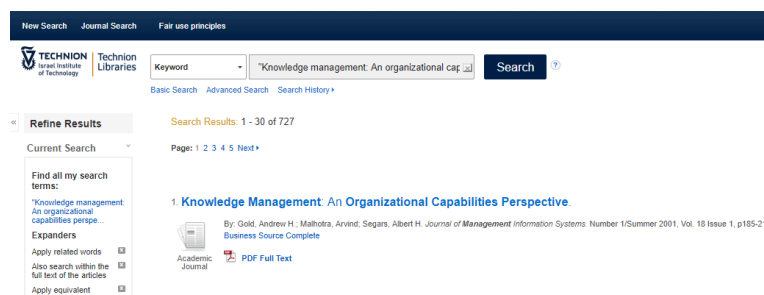 New Search Journal Search Fair use principles
TECHNION
Israel Institute
of Technology
Technion
Libraries
Keyword
"Knowledge management: An organizational cap
Search
Basic Search Advanced Search Search History
Refine Results
Search Results: 1 - 30 of 727
Current Search
Page: 1 2 3 4 5 Next
Find all my search
terms:
"Knowledge management:
An organizational
capabilities perspe...
Expanders
Apply related words
Also search within the
full text of the articles
Apply equivalent
1. Knowledge Management: An Organizational Capabilities Perspective.
By: Gold, Andrew H.; Malhotra, Arvind; Segars, Albert H. Journal of Management Information Systems. Number 1/Summer 2001, Vol. 18 Issue 1, p185-2
Business Source Complete
Academic
Journal
PDF Full Text